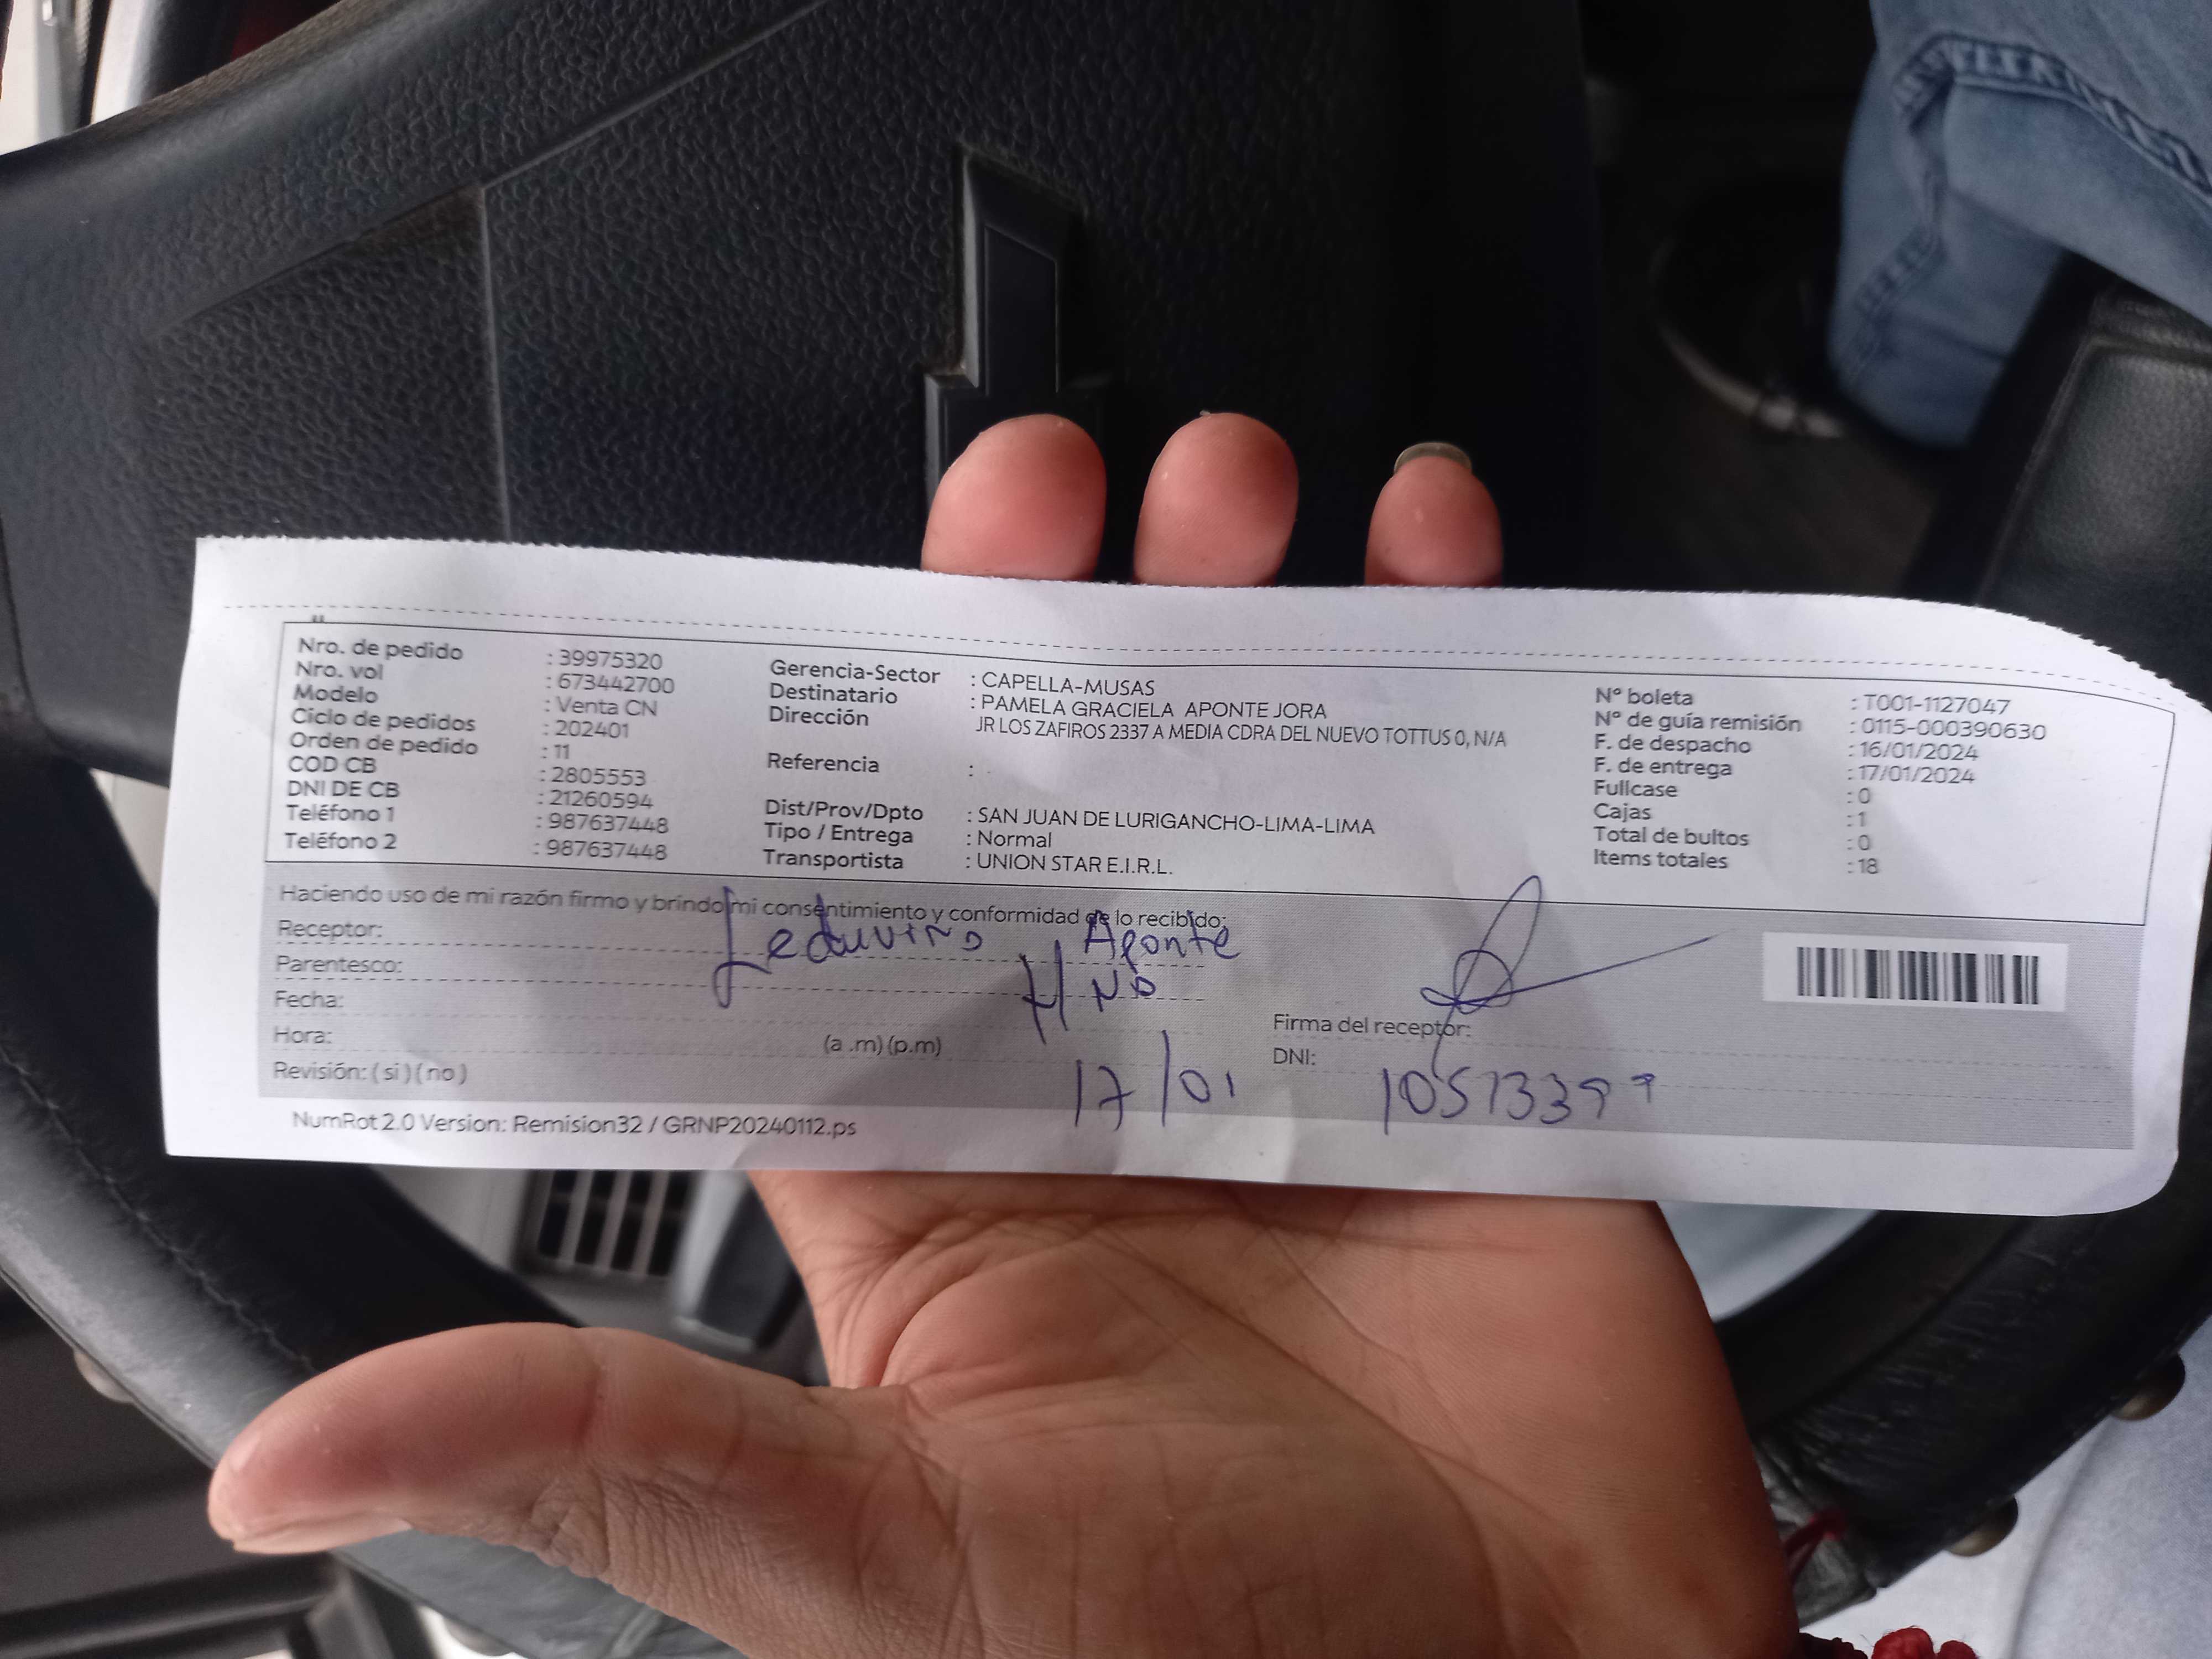 Nro. de pedido : 39975320
Nro. vol : 673442700
Modelo : Venta CN
Ciclo de pedidos : 202401
Orden de pedido : 11
COD CB : 2805553
DNI DE CB : 21260594
Teléfono 1 : 987637448
Teléfono 2 : 987637448
Gerencia-Sector : CAPELLA-MUSAS
Destinatario : PAMELA GRACIELA APONTE JORA
Dirección JR LOS ZAFIROS 2337 A MEDIA CDRA DEL NUEVO TOTTUS 0, N/A
Referencia :
Dist/Prov/Dpto : SAN JUAN DE LURIGANCHO-LIMA-LIMA
Tipo / Entrega : Normal
Transportista : UNION STAR E.I.R.L.
N° boleta : T001-1127047
N° de guía remisión : 0115-000390630
F. de despacho : 16/01/2024
F. de entrega : 17/01/2024
Fullcase : 0
Cajas : 1
Total de bultos : 0
Items totales : 18
Haciendo uso de mi razón firmo y brindo mi consentimiento y conformidad de lo recibido:
Receptor: Aponte
Parentesco: H/NO
Fecha: 17/01
Hora: (a .m) (p.m)
Revisión: ( si ) ( no )
Firma del receptor:
DNI: 10513399
NumRot 2.0 Version: Remision32 / GRNP20240112.ps